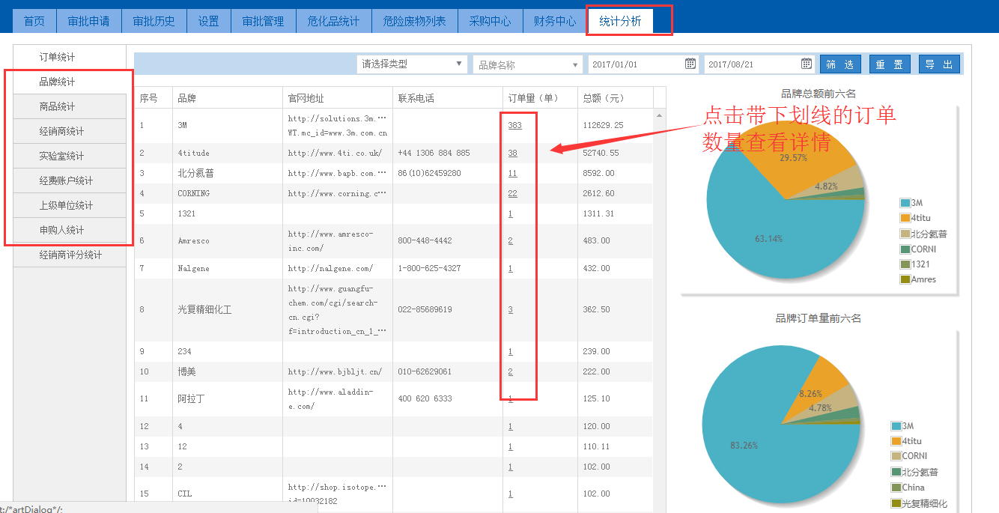 首页 审批申请 审批历史 设置 审批管理 危化品统计 危险废物列表 采购中心 财务中心 统计分析
订单统计
品牌统计
商品统计
经销商统计
实验室统计
经费账户统计
上级单位统计
申购人统计
经销商评分统计
请选择类型 品牌名称 2017/01/01 2017/08/21 筛 选 重 置 导 出
序号 品牌 官网地址 联系电话 订单量（单） 总额（元）
1 3M http://solutions.3m.… 383 112629.25
WT.mc_id=www.3m.com.cn
2 4titude http://www.4ti.co.uk/ +44 1306 884 885 38 52740.55
3 北分氦普 http://www.bapb.com.… 86(10)62459280 11 8592.00
4 CORNING http://www.corning.c… 22 2612.60
5 1321 1 1311.31
6 Amresco http://www.amresco- 800-448-4442 2 483.00
inc.com/
7 Nalgene http://nalgene.com/ 1-800-625-4327 1 432.00
8 光复精细化工 http://www.guangfu- 022-85689619 3 362.50
chem.com/cgi/search-
cn.cgi?
f=introduction_cn_1_…
9 234 1 239.00
10 博美 http://www.bjbljt.cn/ 010-62629061 2 222.00
11 阿拉丁 http://www.aladdin- 400 620 6333 1 125.10
e.com/
12 4 1 120.00
13 12 1 110.11
14 2 1 102.00
15 CIL http://shop.isotope.… 1 102.00
id=10032182
t:/*artDialog*/;
品牌总额前六名
点击带下划线的订单
数量查看详情
29.57%
4.82%
63.14%
3M
4titu
北分氦普
CORNI
1321
Amres
品牌订单量前六名
8.26%
4.78%
83.26%
3M
4titu
CORNI
北分氦普
China
光复精细化